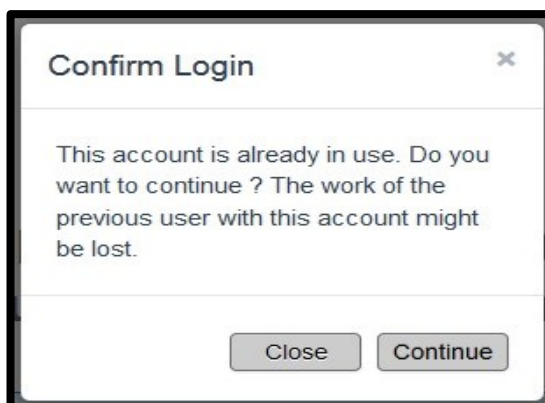 Confirm Login
This account is already in use. Do you
want to continue ? The work of the
previous user with this account might
be lost.
Close Continue